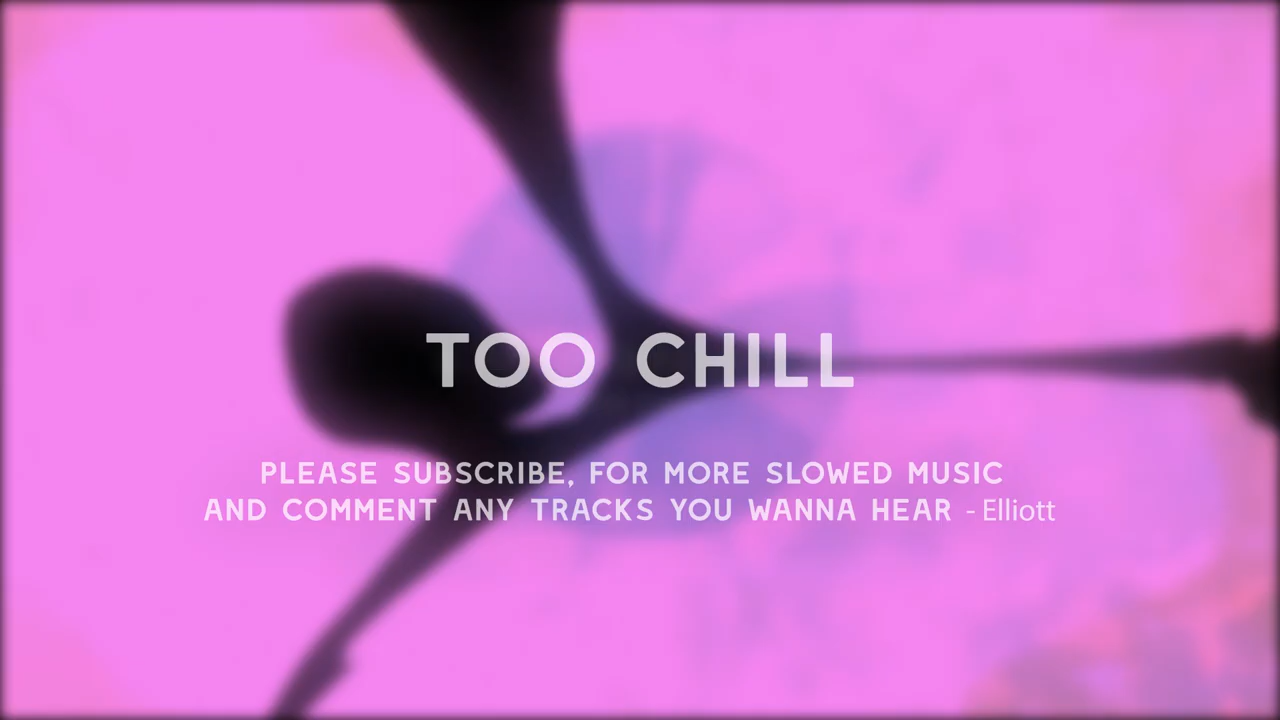 TOO CHILL
PLEASE SUBSCRIBE, FOR MORE SLOWED MUSIC
AND COMMENT ANY TRACKS YOU WANNA HEAR - Elliott